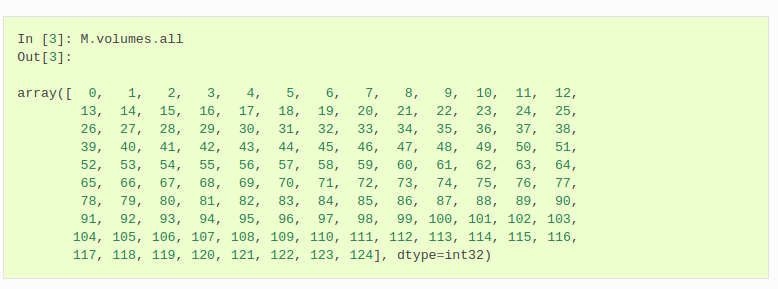 In [3]: M.volumes.all
Out[3]:
array([  0,   1,   2,   3,   4,   5,   6,   7,   8,   9,  10,  11,  12,
        13,  14,  15,  16,  17,  18,  19,  20,  21,  22,  23,  24,  25,
        26,  27,  28,  29,  30,  31,  32,  33,  34,  35,  36,  37,  38,
        39,  40,  41,  42,  43,  44,  45,  46,  47,  48,  49,  50,  51,
        52,  53,  54,  55,  56,  57,  58,  59,  60,  61,  62,  63,  64,
        65,  66,  67,  68,  69,  70,  71,  72,  73,  74,  75,  76,  77,
        78,  79,  80,  81,  82,  83,  84,  85,  86,  87,  88,  89,  90,
        91,  92,  93,  94,  95,  96,  97,  98,  99, 100, 101, 102, 103,
       104, 105, 106, 107, 108, 109, 110, 111, 112, 113, 114, 115, 116,
       117, 118, 119, 120, 121, 122, 123, 124], dtype=int32)